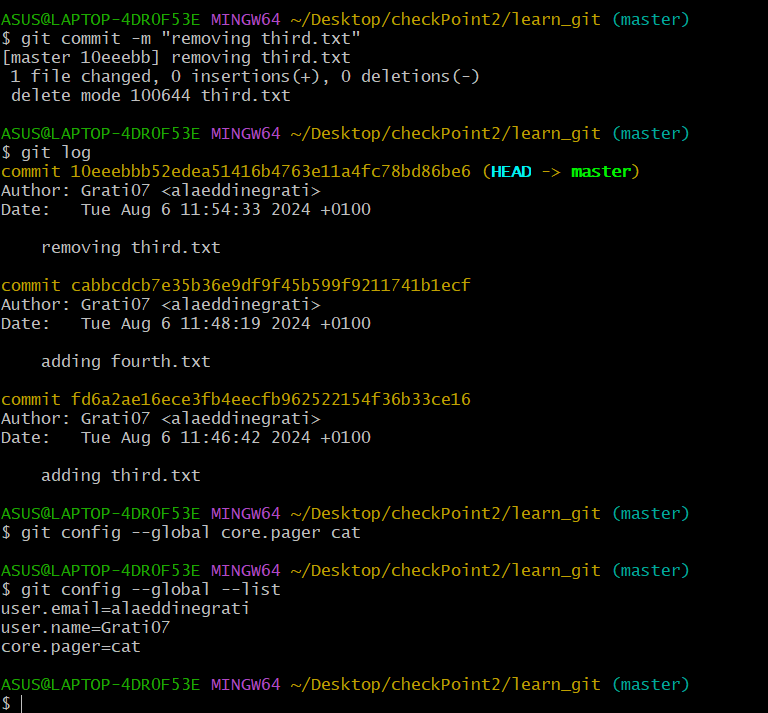 ASUS@LAPTOP-4DROF53E MINGW64 ~/Desktop/checkPoint2/learn_git (master)
$ git commit -m "removing third.txt"
[master 10eeebb] removing third.txt
 1 file changed, 0 insertions(+), 0 deletions(-)
 delete mode 100644 third.txt

ASUS@LAPTOP-4DROF53E MINGW64 ~/Desktop/checkPoint2/learn_git (master)
$ git log
commit 10eeebbb52edea51416b4763e11a4fc78bd86be6 (HEAD -> master)
Author: Grati07 <alaeddinegrati>
Date:   Tue Aug 6 11:54:33 2024 +0100

    removing third.txt

commit cabbcdcb7e35b36e9df9f45b599f9211741b1ecf
Author: Grati07 <alaeddinegrati>
Date:   Tue Aug 6 11:48:19 2024 +0100

    adding fourth.txt

commit fd6a2ae16ece3fb4eecfb962522154f36b33ce16
Author: Grati07 <alaeddinegrati>
Date:   Tue Aug 6 11:46:42 2024 +0100

    adding third.txt

ASUS@LAPTOP-4DROF53E MINGW64 ~/Desktop/checkPoint2/learn_git (master)
$ git config --global core.pager cat

ASUS@LAPTOP-4DROF53E MINGW64 ~/Desktop/checkPoint2/learn_git (master)
$ git config --global --list
user.email=alaeddinegrati
user.name=Grati07
core.pager=cat

ASUS@LAPTOP-4DROF53E MINGW64 ~/Desktop/checkPoint2/learn_git (master)
$